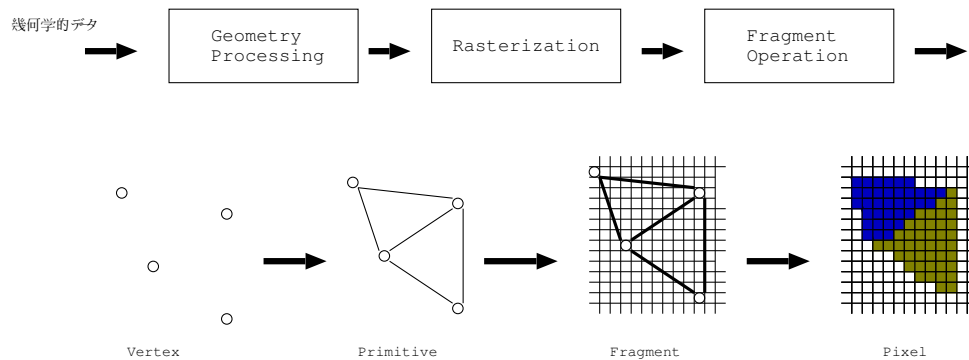 幾何学的データ
Geometry
Processing
Rasterization
Fragment
Operation
Vertex
Primitive
Fragment
Pixel